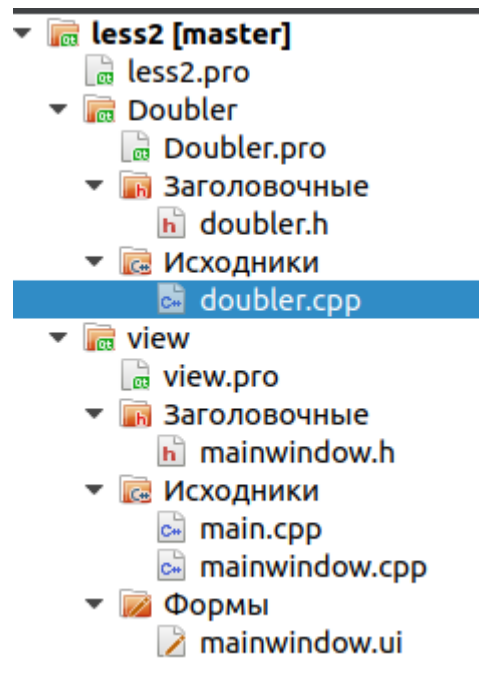 less2 [master]
less2.pro
Doubler
Doubler.pro
Заголовочные
doubler.h
Исходники
doubler.cpp
view
view.pro
Заголовочные
mainwindow.h
Исходники
main.cpp
mainwindow.cpp
Формы
mainwindow.ui